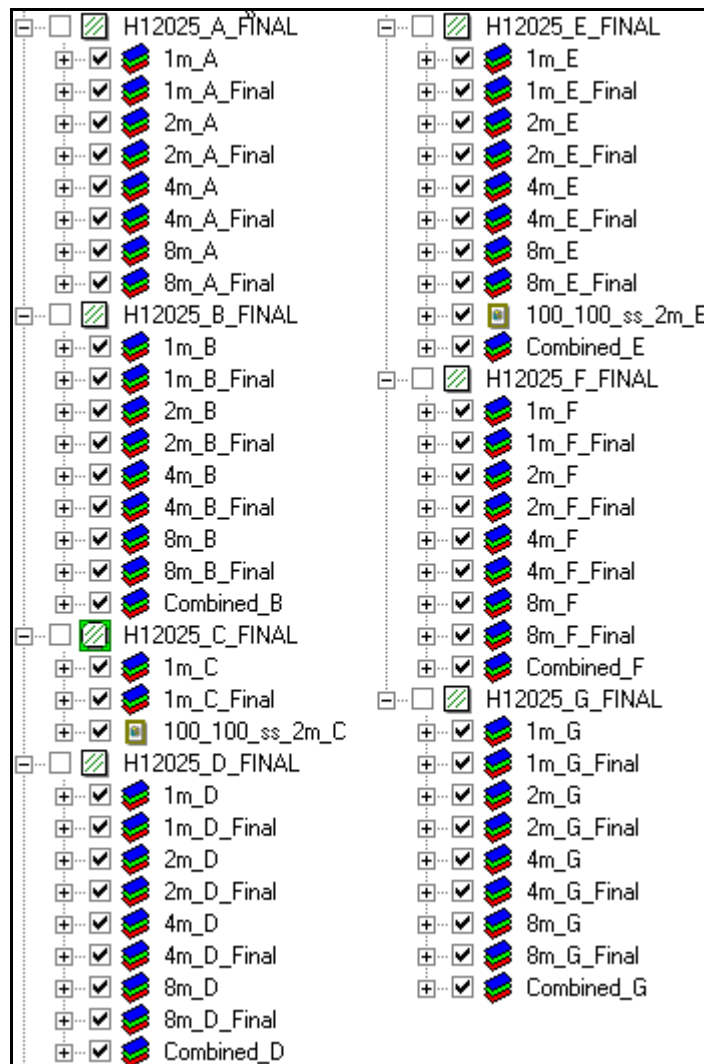 H12025_A_FINAL
1m_A
1m_A_Final
2m_A
2m_A_Final
4m_A
4m_A_Final
8m_A
8m_A_Final
H12025_B_FINAL
1m_B
1m_B_Final
2m_B
2m_B_Final
4m_B
4m_B_Final
8m_B
8m_B_Final
Combined_B
H12025_C_FINAL
1m_C
1m_C_Final
100_100_ss_2m_C
H12025_D_FINAL
1m_D
1m_D_Final
2m_D
2m_D_Final
4m_D
4m_D_Final
8m_D
8m_D_Final
Combined_D
H12025_E_FINAL
1m_E
1m_E_Final
2m_E
2m_E_Final
4m_E
4m_E_Final
8m_E
8m_E_Final
100_100_ss_2m_E
Combined_E
H12025_F_FINAL
1m_F
1m_F_Final
2m_F
2m_F_Final
4m_F
4m_F_Final
8m_F
8m_F_Final
Combined_F
H12025_G_FINAL
1m_G
1m_G_Final
2m_G
2m_G_Final
4m_G
4m_G_Final
8m_G
8m_G_Final
Combined_G